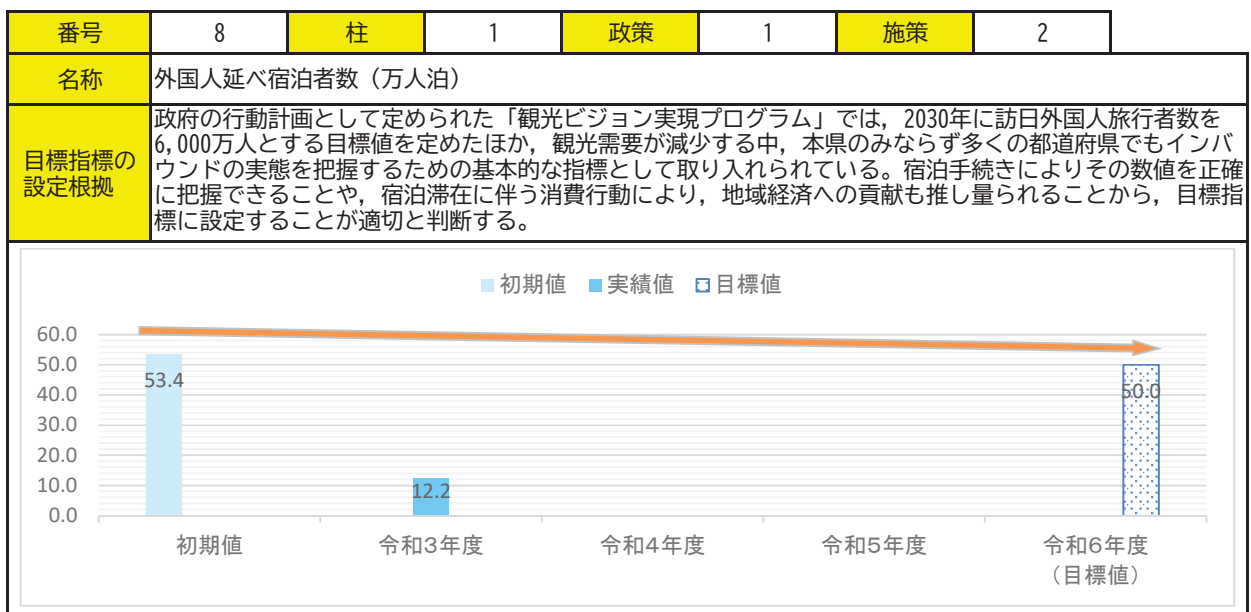 番号 8 柱 1 政策 1 施策 2
名称 外国人延べ宿泊者数（万人泊）
目標指標の
設定根拠
政府の行動計画として定められた「観光ビジョン実現プログラム」では，2030年に訪日外国人旅行者数を
6,000万人とする目標値を定めたほか，観光需要が減少する中，本県のみならず多くの都道府県でもインバ
ウンドの実態を把握するための基本的な指標として取り入れられている。宿泊手続きによりその数値を正確
に把握できることや，宿泊滞在に伴う消費行動により，地域経済への貢献も推し量られることから，目標指
標に設定することが適切と判断する。
初期値 実績値 目標値
60.0
50.0
40.0
30.0
20.0
10.0
0.0
53.4
12.2
50.0
初期値 令和3年度 令和4年度 令和5年度 令和6年度
（目標値）